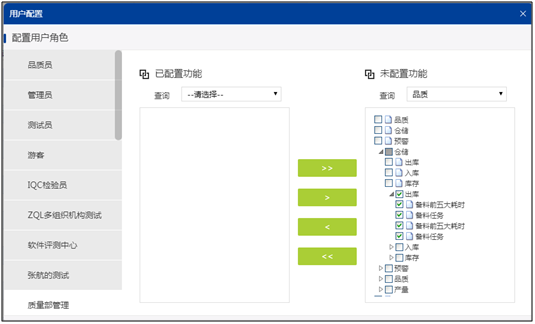 用户配置
×
配置用户角色
品质员
管理员
测试员
游客
IQC检验员
ZQL多组织机构测试
软件评测中心
张航的测试
质量部管理
已配置功能
查询 --请选择--
>>
>
<
<<
未配置功能
查询 品质
品质
仓储
预警
仓储
出库
入库
库存
出库
备料前五大耗时
备料任务
备料前五大耗时
备料任务
入库
库存
预警
品质
产量